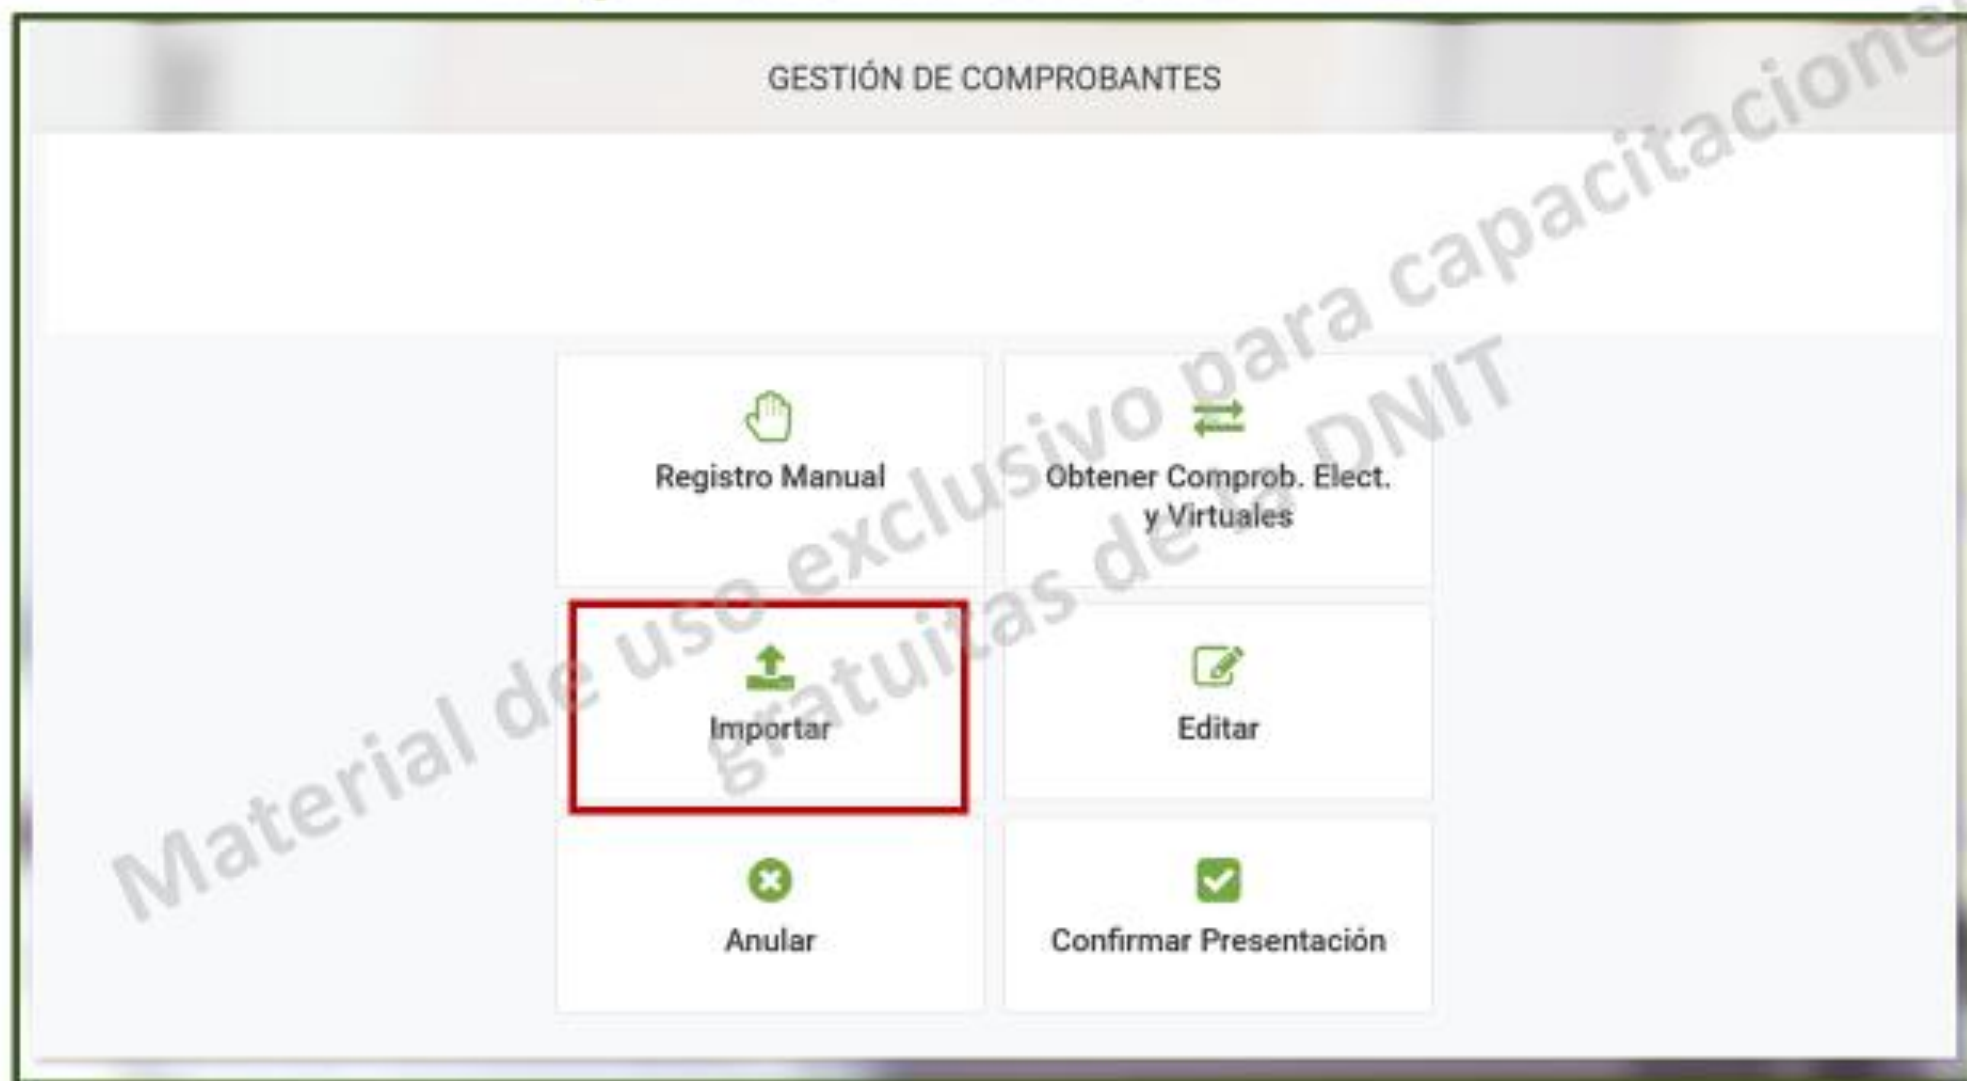 GESTIÓN DE COMPROBANTES
Registro Manual
Obtener Comprob. Elect.
y Virtuales
Importar
Editar
Anular
Confirmar Presentación
Material de uso exclusivo para capacitacione
gratuitas de la DNIT